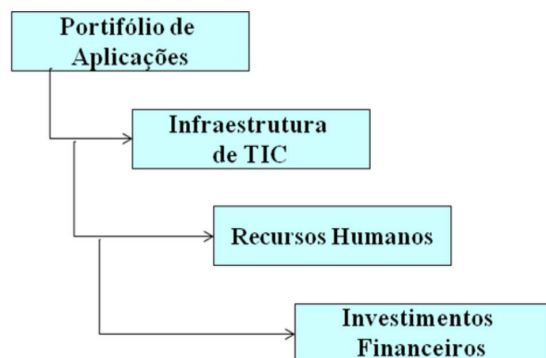 Portifólio de
Aplicações
Infraestrutura
de TIC
Recursos Humanos
Investimentos
Financeiros